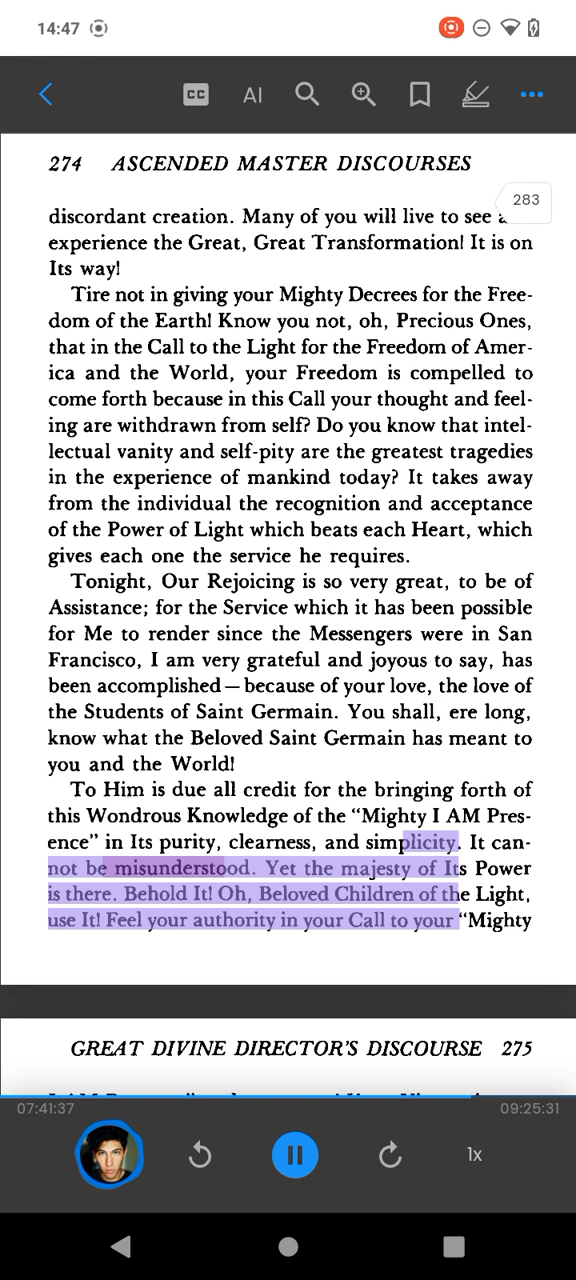 14:47
CC AI
274 ASCENDED MASTER DISCOURSES
283
discordant creation. Many of you will live to see
experience the Great, Great Transformation! It is on
Its way!
Tire not in giving your Mighty Decrees for the Free-
dom of the Earth! Know you not, oh, Precious Ones,
that in the Call to the Light for the Freedom of Amer-
ica and the World, your Freedom is compelled to
come forth because in this Call your thought and feel-
ing are withdrawn from self? Do you know that intel-
lectual vanity and self-pity are the greatest tragedies
in the experience of mankind today? It takes away
from the individual the recognition and acceptance
of the Power of Light which beats each Heart, which
gives each one the service he requires.
Tonight, Our Rejoicing is so very great, to be of
Assistance; for the Service which it has been possible
for Me to render since the Messengers were in San
Francisco, I am very grateful and joyous to say, has
been accomplished—because of your love, the love of
the Students of Saint Germain. You shall, ere long,
know what the Beloved Saint Germain has meant to
you and the World!
To Him is due all credit for the bringing forth of
this Wondrous Knowledge of the "Mighty I AM Pres-
ence" in Its purity, clearness, and simplicity. It can-
not be misunderstood. Yet the majesty of Its Power
is there. Behold It! Oh, Beloved Children of the Light,
use It! Feel your authority in your Call to your "Mighty
GREAT DIVINE DIRECTOR'S DISCOURSE 275
07:41:37
09:25:31
1x